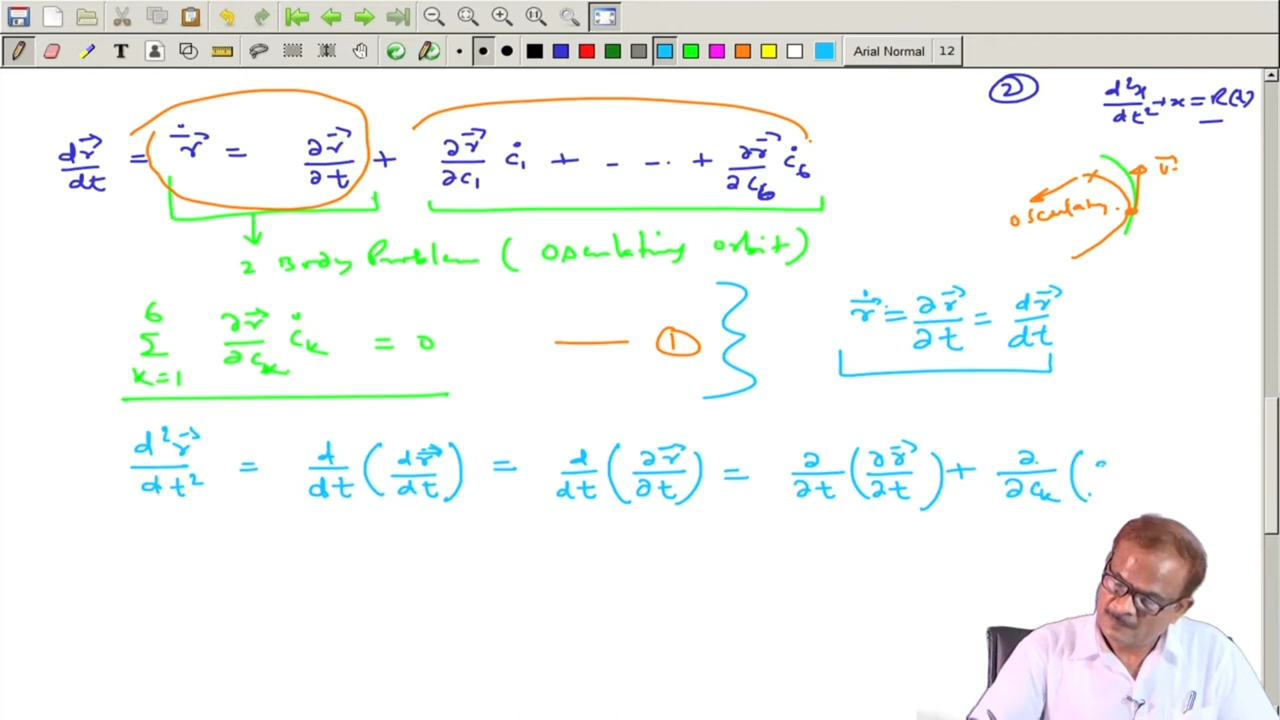 Arial Normal 12
②
d²x/dt² + x = R(t)
dr⃗/dt = ṙ⃗ = ∂r⃗/∂t + ∂r⃗/∂c₁ ċ₁ + - - - + ∂r⃗/∂c₆ ċ₆
v⃗
2 Body Problem ( osculating orbit )
6
Σ ∂r⃗/∂cₖ ċₖ = 0 —— ①
k=1
ṙ⃗ = ∂r⃗/∂t = dr⃗/dt
d²r⃗/dt² = d/dt (dr⃗/dt) = d/dt (∂r⃗/∂t) = ∂/∂t (∂r⃗/∂t) + ∂/∂cₖ (